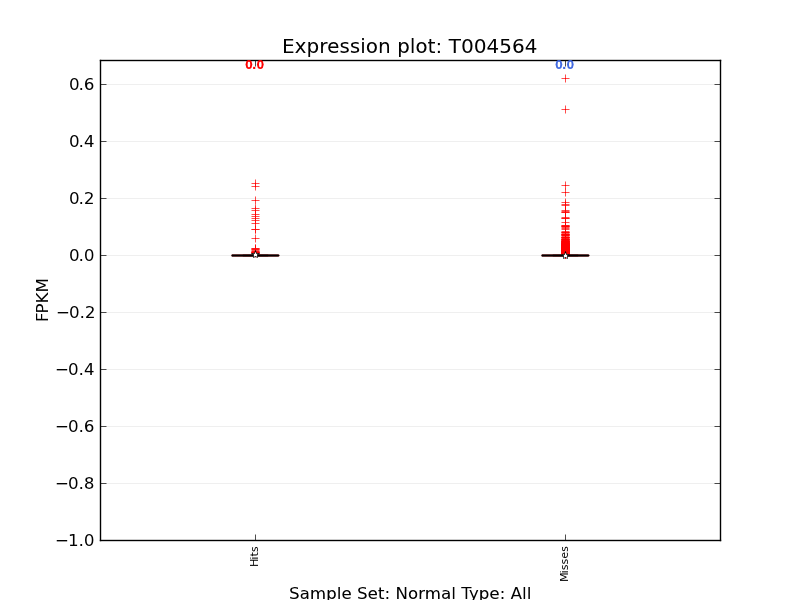 Expression plot: T004564
0.0 0.0
0.6
0.4
0.2
0.0
−0.2
−0.4
−0.6
−0.8
−1.0
FPKM
Hits Misses
Sample Set: Normal Type: All